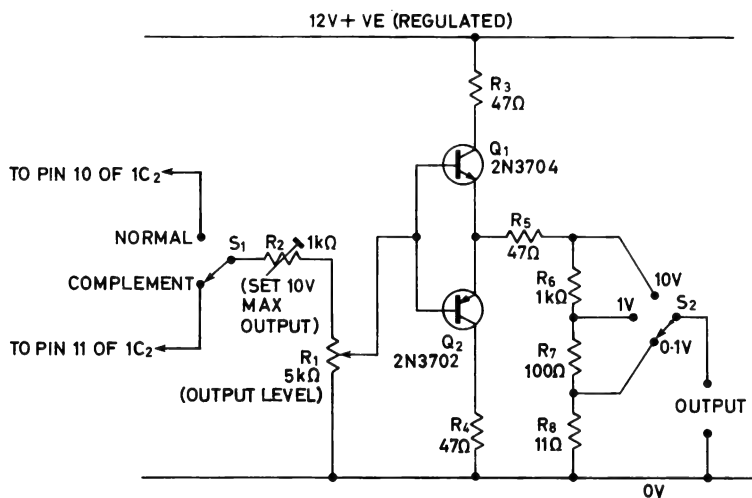 12V + VE (REGULATED)
R3
47Ω
Q1
2N3704
TO PIN 10 OF 1C2
NORMAL
S1
R2
1kΩ
COMPLEMENT
(SET 10V
MAX
OUTPUT)
TO PIN 11 OF 1C2
R1
5kΩ
(OUTPUT LEVEL)
R5
47Ω
Q2
2N3702
R4
47Ω
R6
1kΩ
10V
1V
S2
0·1V
R7
100Ω
R8
11Ω
OUTPUT
0V